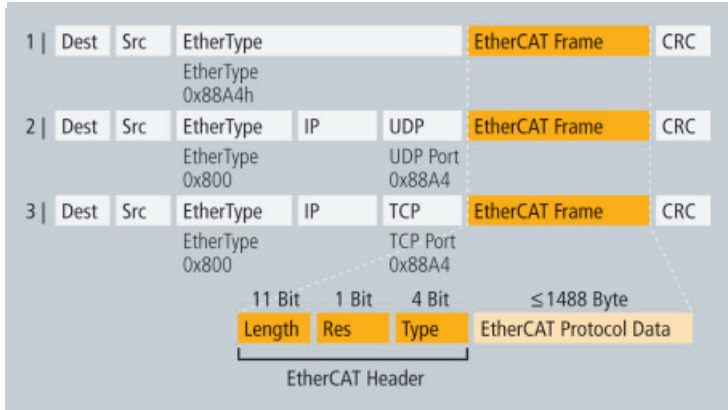 1 | Dest Src EtherType EtherCAT Frame CRC
EtherType
0x88A4h
2 | Dest Src EtherType IP UDP EtherCAT Frame CRC
EtherType UDP Port
0x800 0x88A4
3 | Dest Src EtherType IP TCP EtherCAT Frame CRC
EtherType TCP Port
0x800 0x88A4
11 Bit 1 Bit 4 Bit ≤1488 Byte
Length Res Type EtherCAT Protocol Data
EtherCAT Header